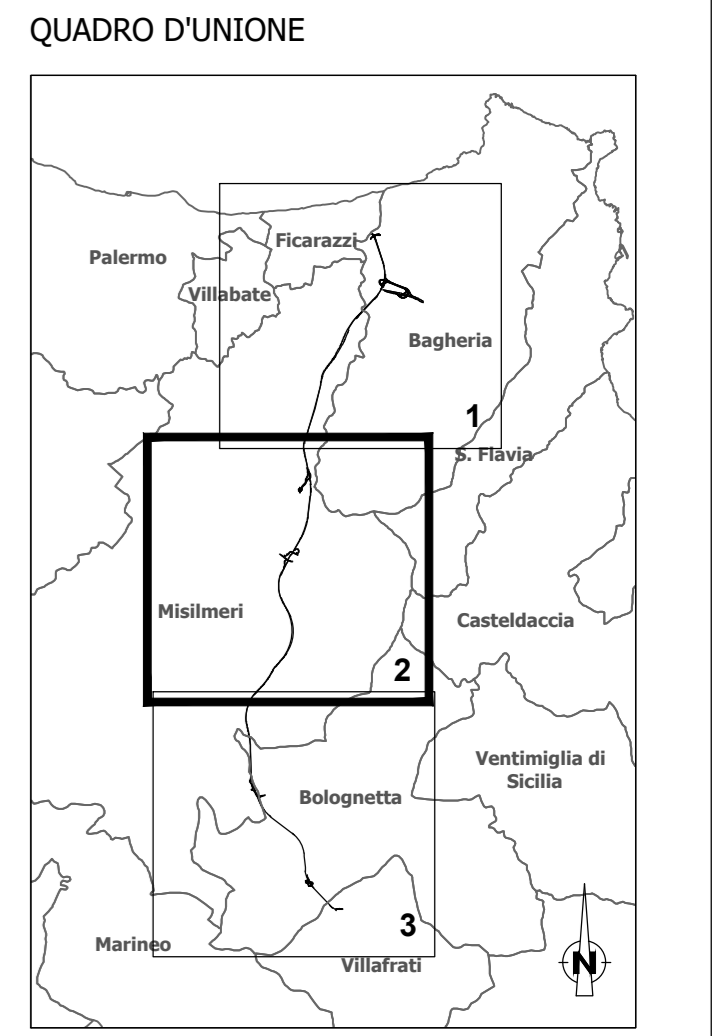 QUADRO D'UNIONE
Ficarazzi
Palermo
Villabate
Bagheria
1
S. Flavia
Misilmeri
Casteldaccia
2
Ventimiglia di
Sicilia
Bolognetta
3
Marineo
Villafrati
N